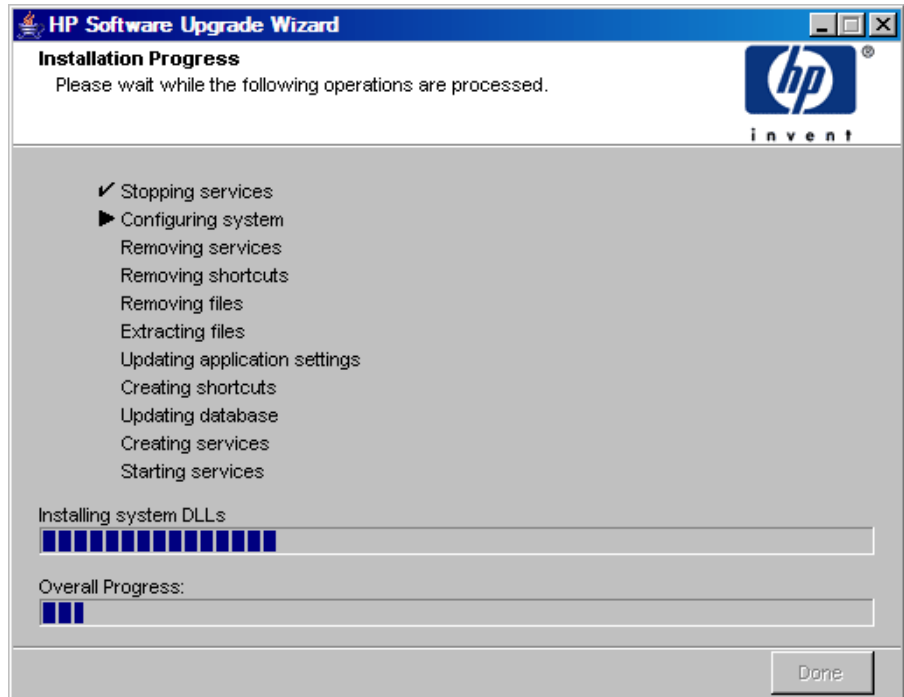 HP Software Upgrade Wizard
Installation Progress
Please wait while the following operations are processed.
hp ®
invent
Stopping services
Configuring system
Removing services
Removing shortcuts
Removing files
Extracting files
Updating application settings
Creating shortcuts
Updating database
Creating services
Starting services
Installing system DLLs
Overall Progress:
Done